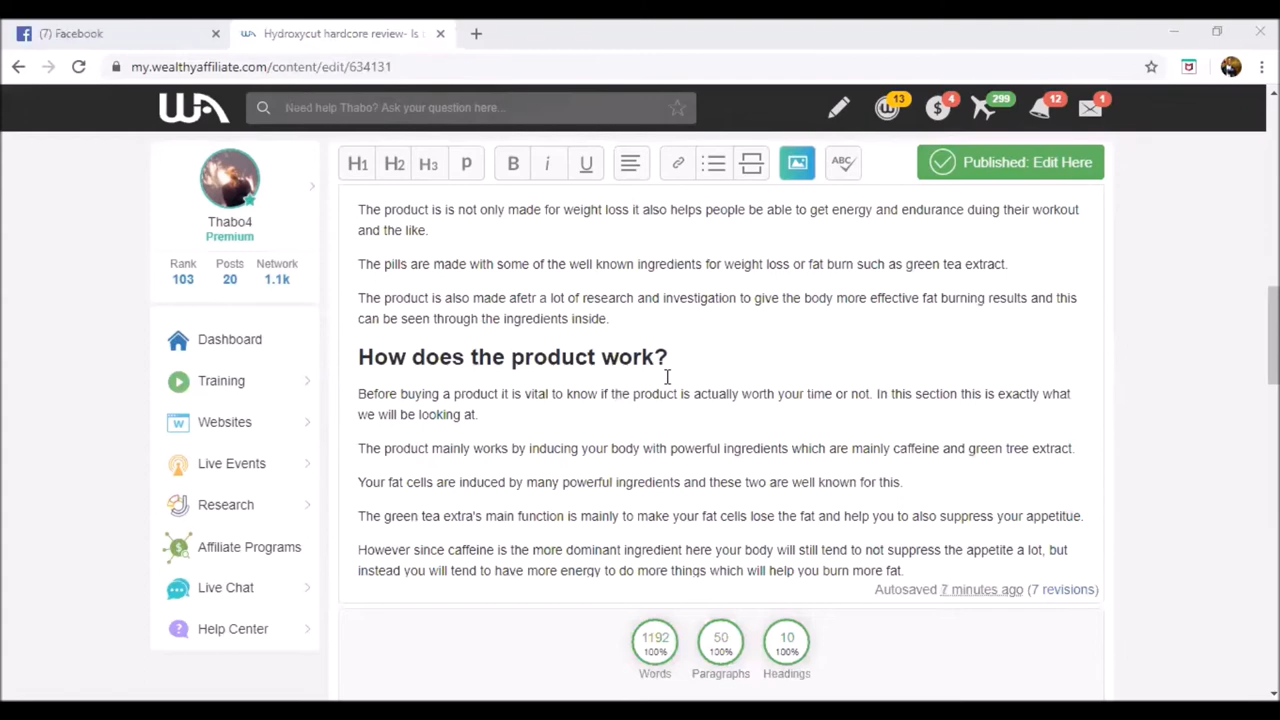 (7) Facebook
Hydroxycut hardcore review- Is
my.wealthyaffiliate.com/content/edit/634131
WA
Need help Thabo? Ask your question here...
13
4
299
12
1
H1 H2 H3 p B i U ABC
Published: Edit Here
Thabo4
Premium
Rank Posts Network
103 20 1.1k
Dashboard
Training
Websites
Live Events
Research
Affiliate Programs
Live Chat
Help Center
The product is is not only made for weight loss it also helps people be able to get energy and endurance duing their workout
and the like.
The pills are made with some of the well known ingredients for weight loss or fat burn such as green tea extract.
The product is also made afetr a lot of research and investigation to give the body more effective fat burning results and this
can be seen through the ingredients inside.
How does the product work?
Before buying a product it is vital to know if the product is actually worth your time or not. In this section this is exactly what
we will be looking at.
The product mainly works by inducing your body with powerful ingredients which are mainly caffeine and green tree extract.
Your fat cells are induced by many powerful ingredients and these two are well known for this.
The green tea extra's main function is mainly to make your fat cells lose the fat and help you to also suppress your appetitue.
However since caffeine is the more dominant ingredient here your body will still tend to not suppress the appetite a lot, but
instead you will tend to have more energy to do more things which will help you burn more fat.
Autosaved 7 minutes ago (7 revisions)
1192 50 10
100% 100% 100%
Words Paragraphs Headings